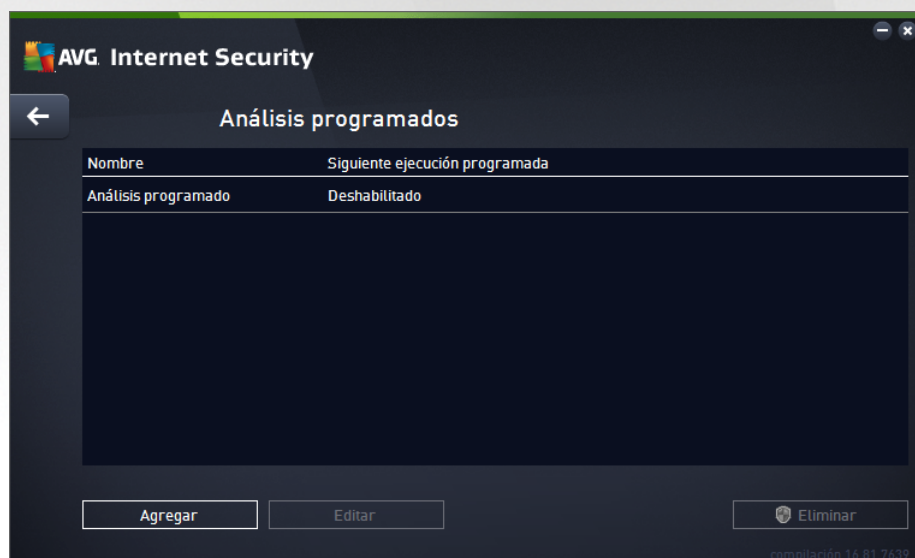 AVG. Internet Security
Análisis programados
Nombre Siguiente ejecución programada
Análisis programado Deshabilitado
Agregar Editar Eliminar
compilación 16.81.7639